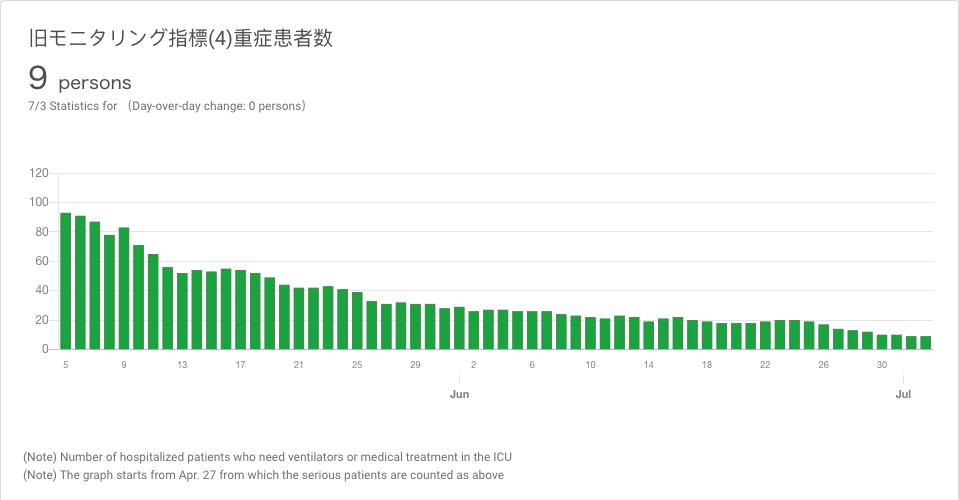 旧モニタリング指標(4)重症患者数
9 persons
7/3 Statistics for （Day-over-day change: 0 persons）
120
100
80
60
40
20
0
5 9 13 17 21 25 29 2 6 10 14 18 22 26 30
Jun Jul
(Note) Number of hospitalized patients who need ventilators or medical treatment in the ICU
(Note) The graph starts from Apr. 27 from which the serious patients are counted as above